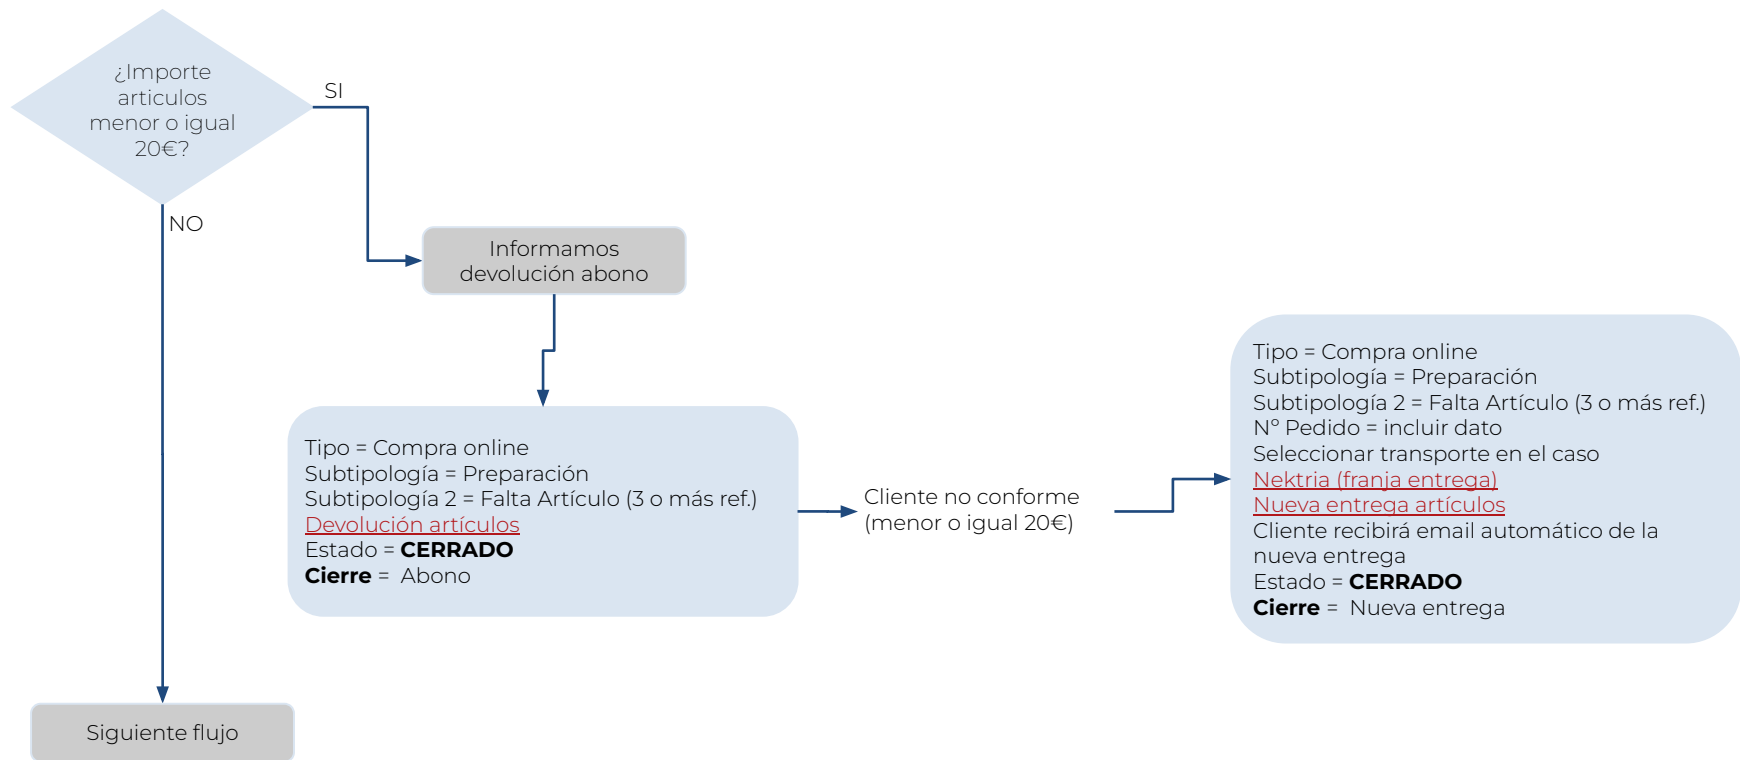 ¿Importe
articulos
menor o igual
20€?
SI
NO
Informamos
devolución abono
Tipo = Compra online
Subtipología = Preparación
Subtipología 2 = Falta Artículo (3 o más ref.)
Devolución artículos
Estado = CERRADO
Cierre =  Abono
Cliente no conforme
(menor o igual 20€)
Tipo = Compra online
Subtipología = Preparación
Subtipología 2 = Falta Artículo (3 o más ref.)
Nº Pedido = incluir dato
Seleccionar transporte en el caso
Nektria (franja entrega)
Nueva entrega artículos
Cliente recibirá email automático de la
nueva entrega
Estado = CERRADO
Cierre =  Nueva entrega
Siguiente flujo